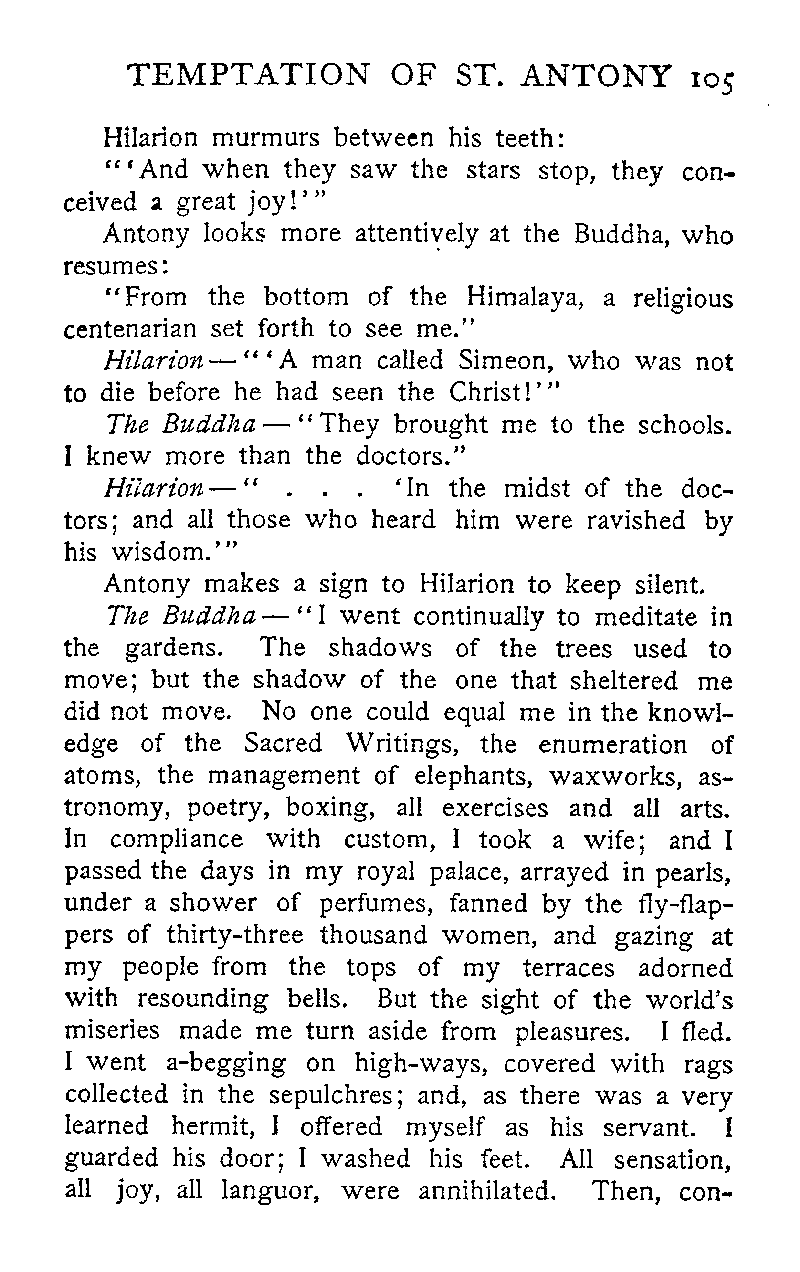 TEMPTATION OF ST. ANTONY 105
Hilarion murmurs between his teeth:
"'And when they saw the stars stop, they con-
ceived a great joy!'"
Antony looks more attentively at the Buddha, who
resumes:
"From the bottom of the Himalaya, a religious
centenarian set forth to see me."
Hilarion—"'A man called Simeon, who was not
to die before he had seen the Christ!'"
The Buddha—"They brought me to the schools.
I knew more than the doctors."
Hilarion—" . . . 'In the midst of the doc-
tors; and all those who heard him were ravished by
his wisdom.'"
Antony makes a sign to Hilarion to keep silent.
The Buddha—"I went continually to meditate in
the gardens. The shadows of the trees used to
move; but the shadow of the one that sheltered me
did not move. No one could equal me in the knowl-
edge of the Sacred Writings, the enumeration of
atoms, the management of elephants, waxworks, as-
tronomy, poetry, boxing, all exercises and all arts.
In compliance with custom, I took a wife; and I
passed the days in my royal palace, arrayed in pearls,
under a shower of perfumes, fanned by the fly-flap-
pers of thirty-three thousand women, and gazing at
my people from the tops of my terraces adorned
with resounding bells. But the sight of the world's
miseries made me turn aside from pleasures. I fled.
I went a-begging on high-ways, covered with rags
collected in the sepulchres; and, as there was a very
learned hermit, I offered myself as his servant. I
guarded his door; I washed his feet. All sensation,
all joy, all languor, were annihilated. Then, con-